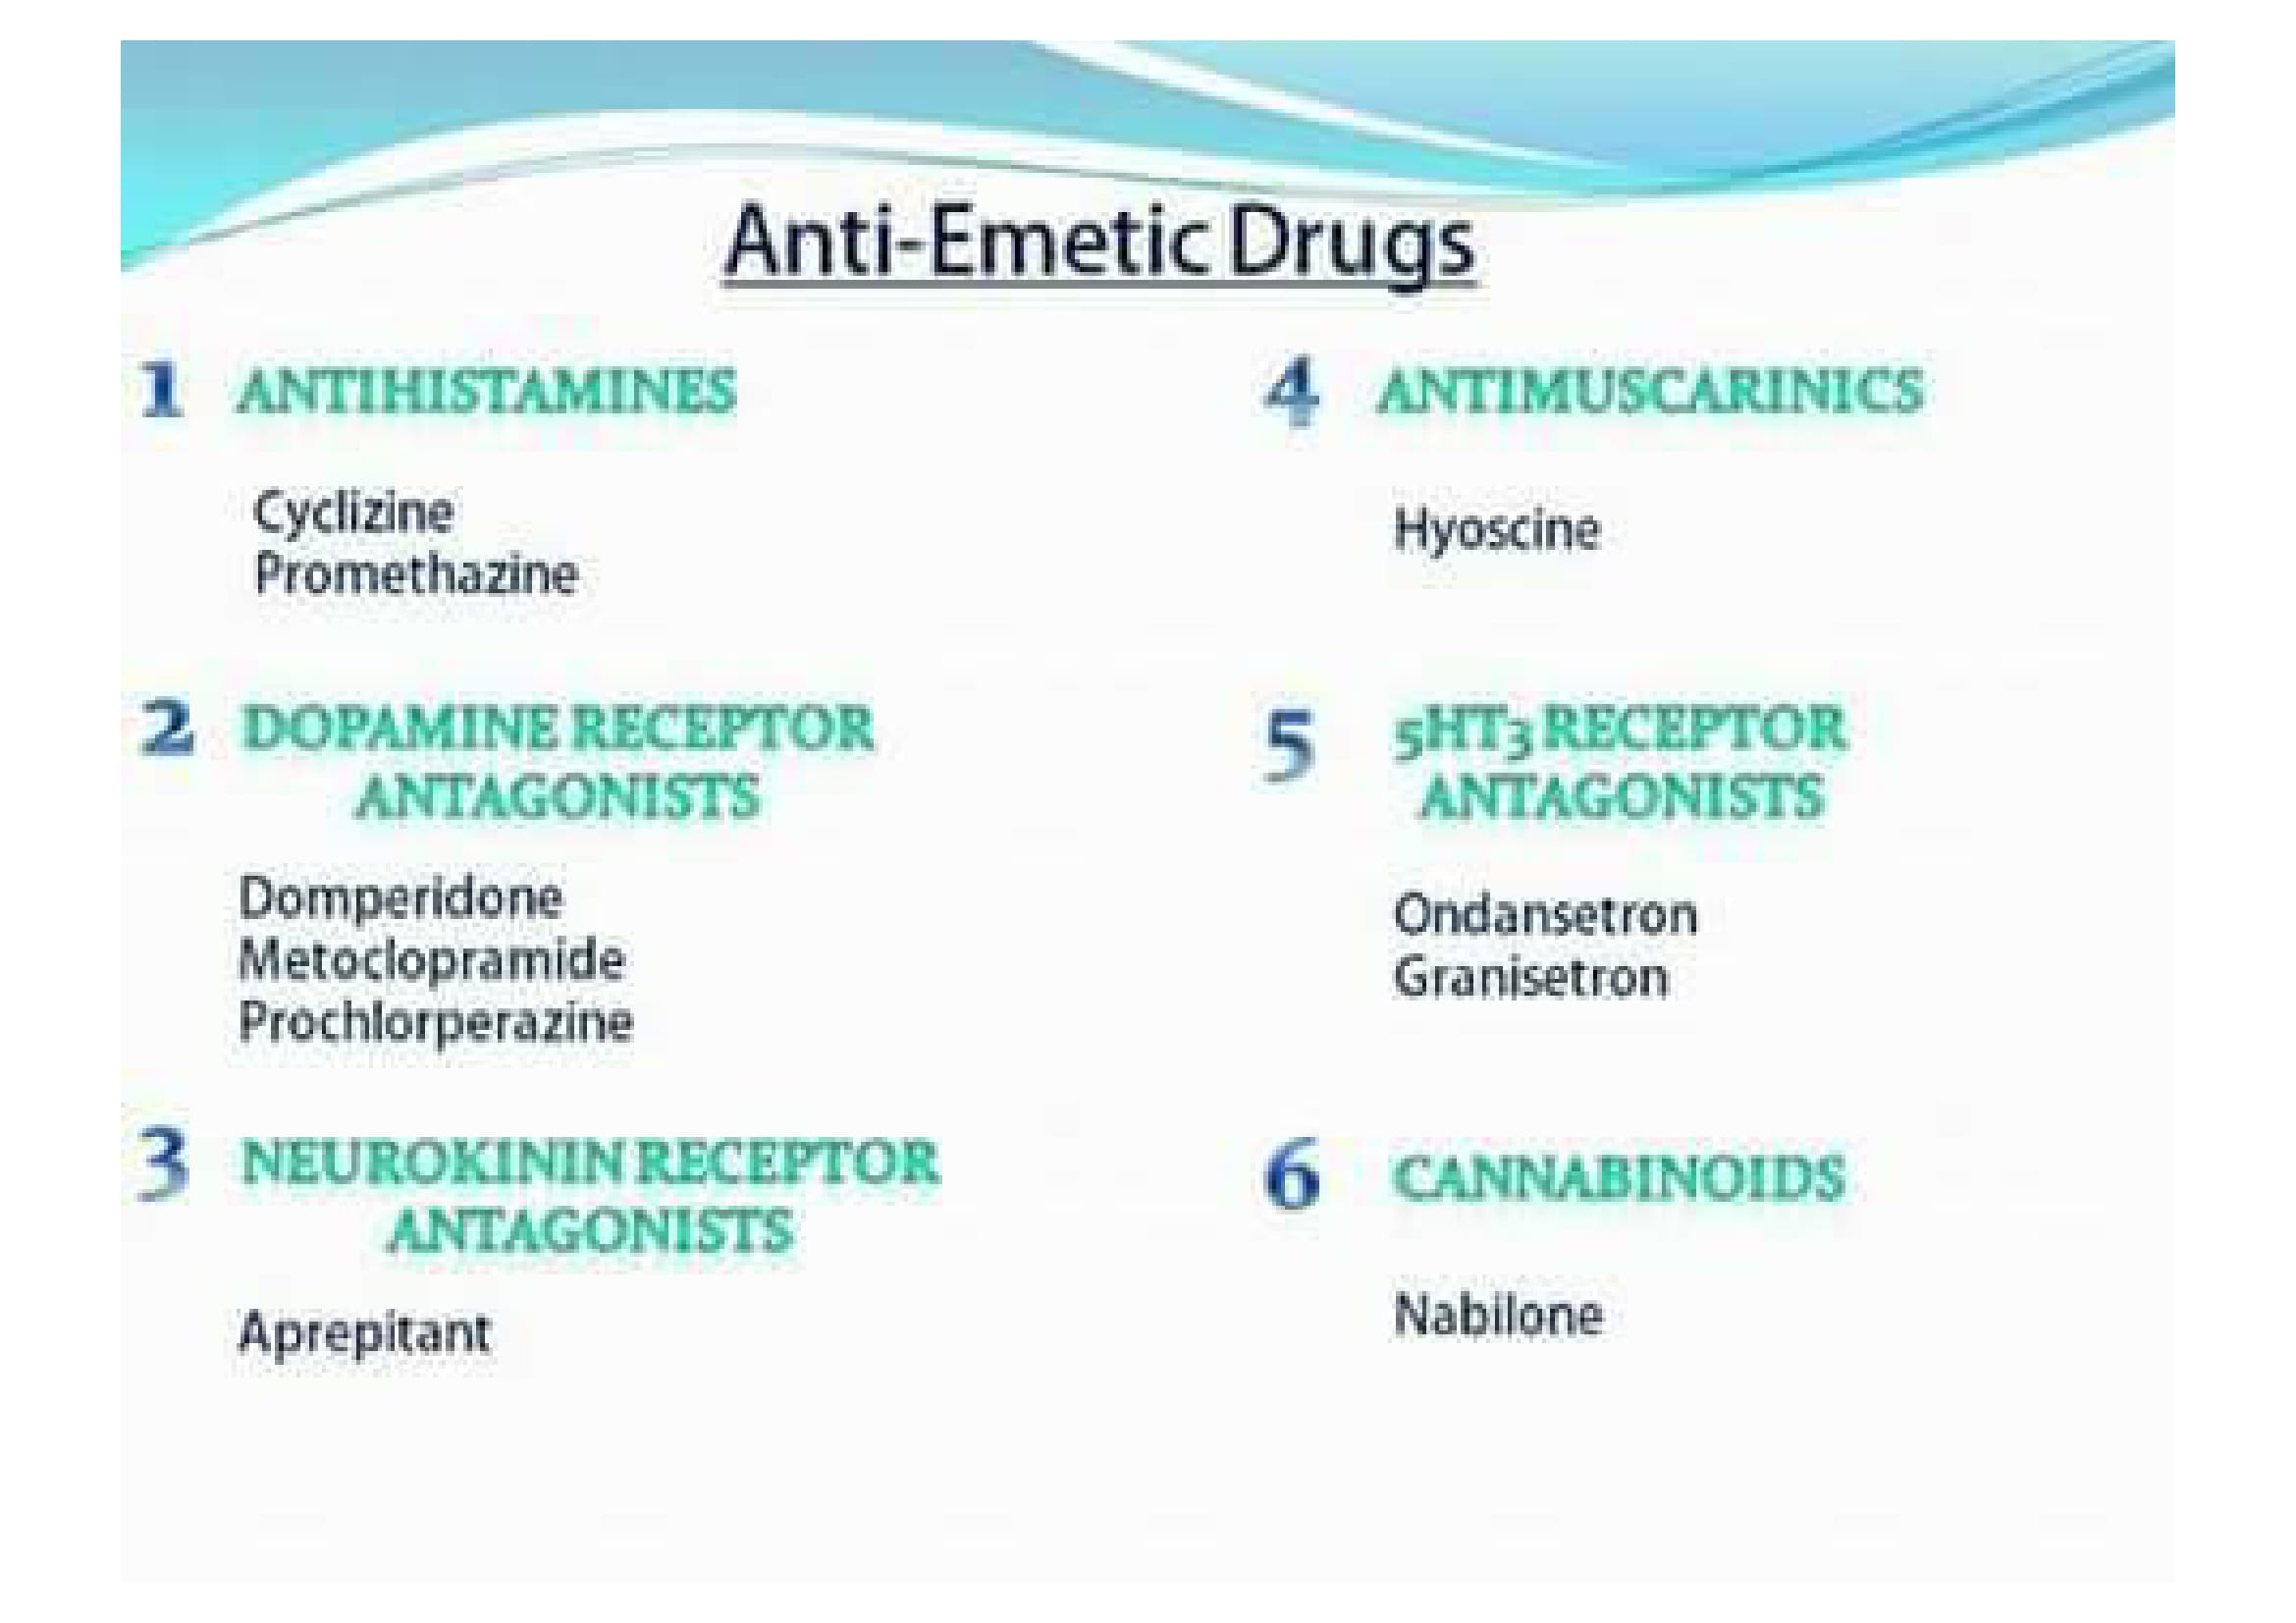 Anti-Emetic Drugs
1 ANTIHISTAMINES
Cyclizine
Promethazine
2 DOPAMINE RECEPTOR
ANTAGONISTS
Domperidone
Metoclopramide
Prochlorperazine
3 NEUROKININ RECEPTOR
ANTAGONISTS
Aprepitant
4 ANTIMUSCARINICS
Hyoscine
5 5HT3 RECEPTOR
ANTAGONISTS
Ondansetron
Granisetron
6 CANNABINOIDS
Nabilone